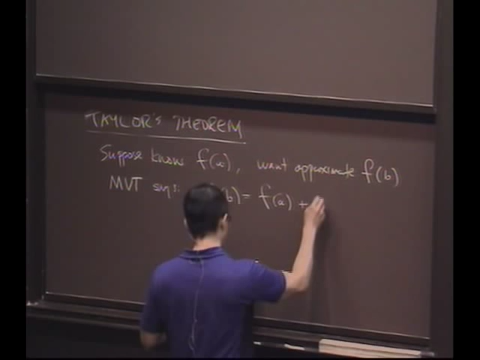 TAYLOR'S THEOREM
Suppose know f(a), want approximate f(b)
MVT says: b) = f(a) +